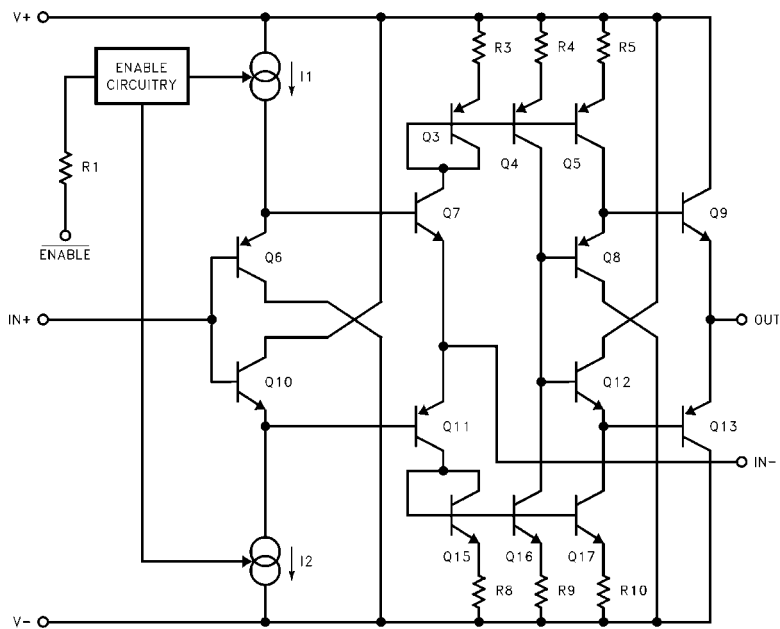 V+
R3
R4
R5
ENABLE
CIRCUITRY
I1
Q3
Q4
Q5
R1
Q7
Q9
ENABLE
Q6
Q8
IN+
OUT
Q10
Q12
Q11
Q13
IN-
Q15
Q16
Q17
I2
R8
R9
R10
V-